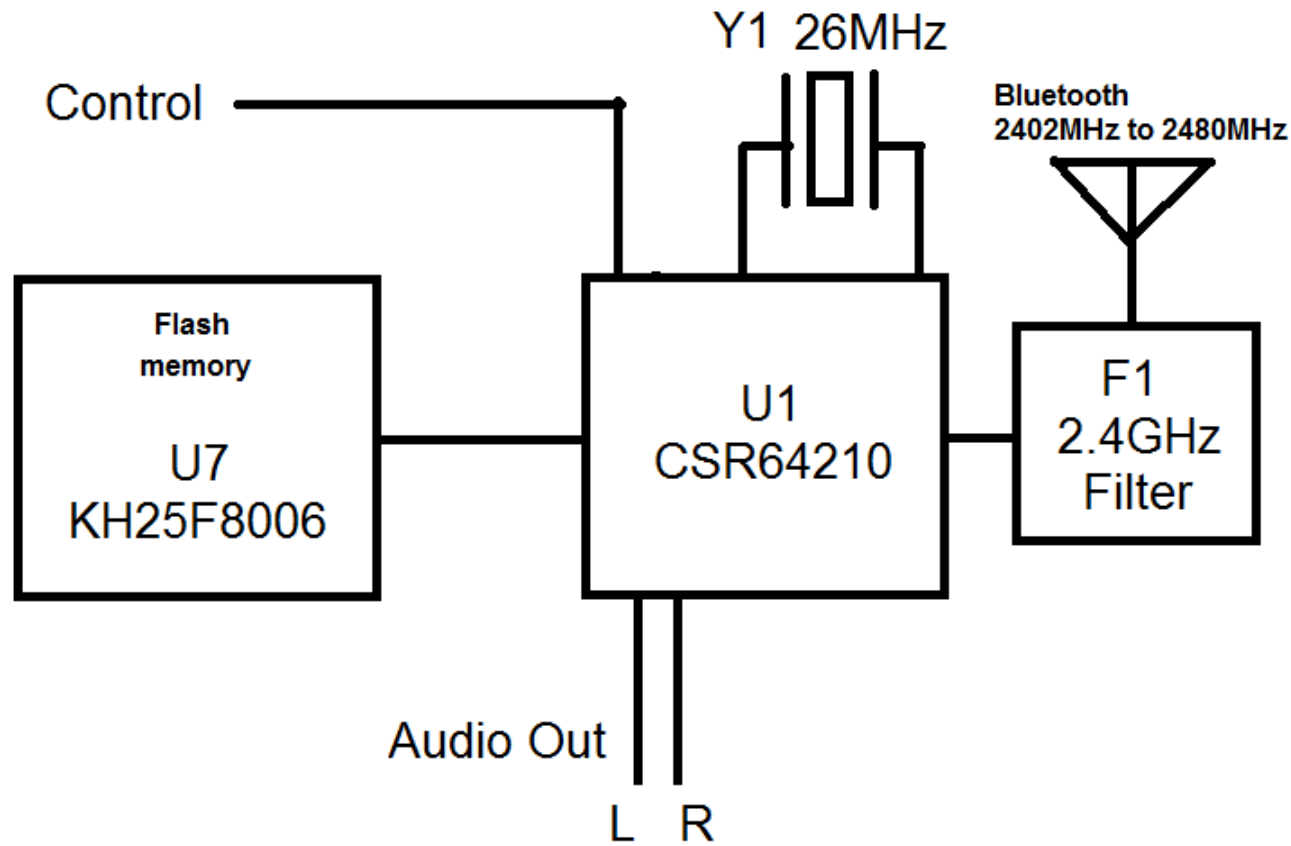 Y1 26MHz
Control
Bluetooth
2402MHz to 2480MHz
Flash
memory
U7
KH25F8006
U1
CSR64210
F1
2.4GHz
Filter
Audio Out
L R